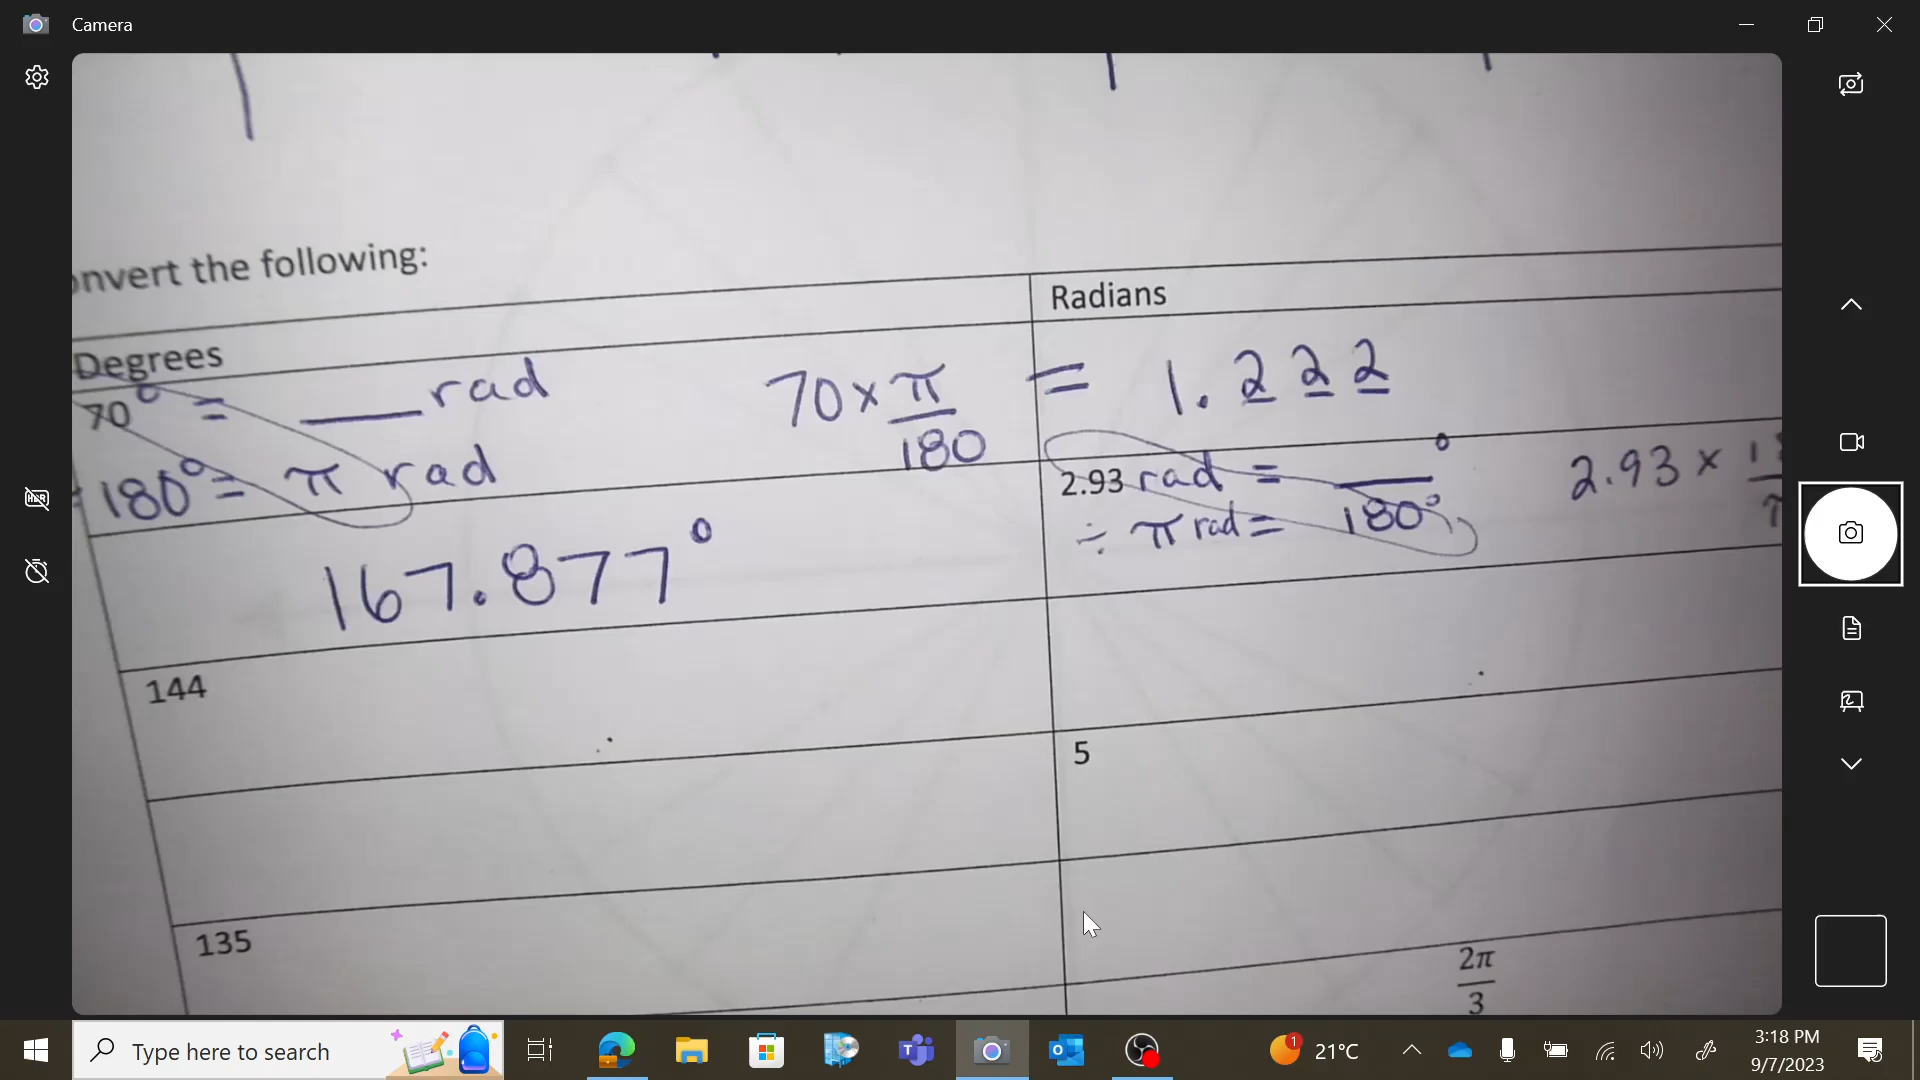 Camera
onvert the following:
Degrees
Radians
70° = ___ rad
70 × π/180 = 1.222
÷ 180° = π rad
2.93 rad = ___°
2.93 ×
÷ π rad = 180°
167.877°
144
5
135
2π/3
Type here to search
1
21°C
3:18 PM
9/7/2023